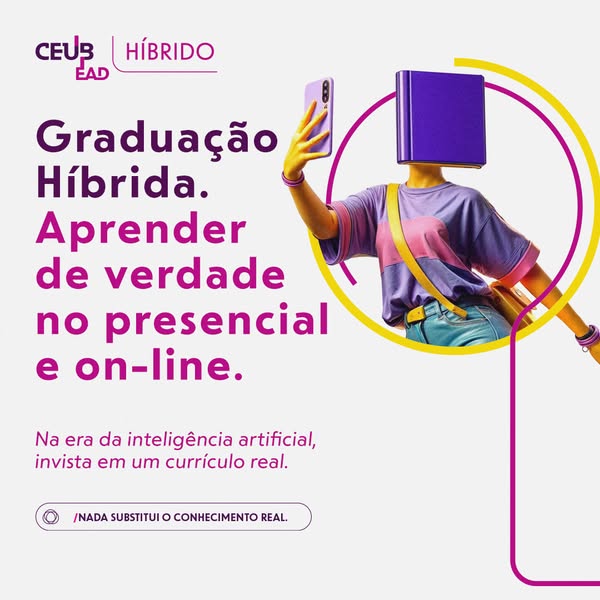 CEUB
EAD
HÍBRIDO
Graduação
Híbrida.
Aprender
de verdade
no presencial
e on-line.
Na era da inteligência artificial,
invista em um currículo real.
/NADA SUBSTITUI O CONHECIMENTO REAL.